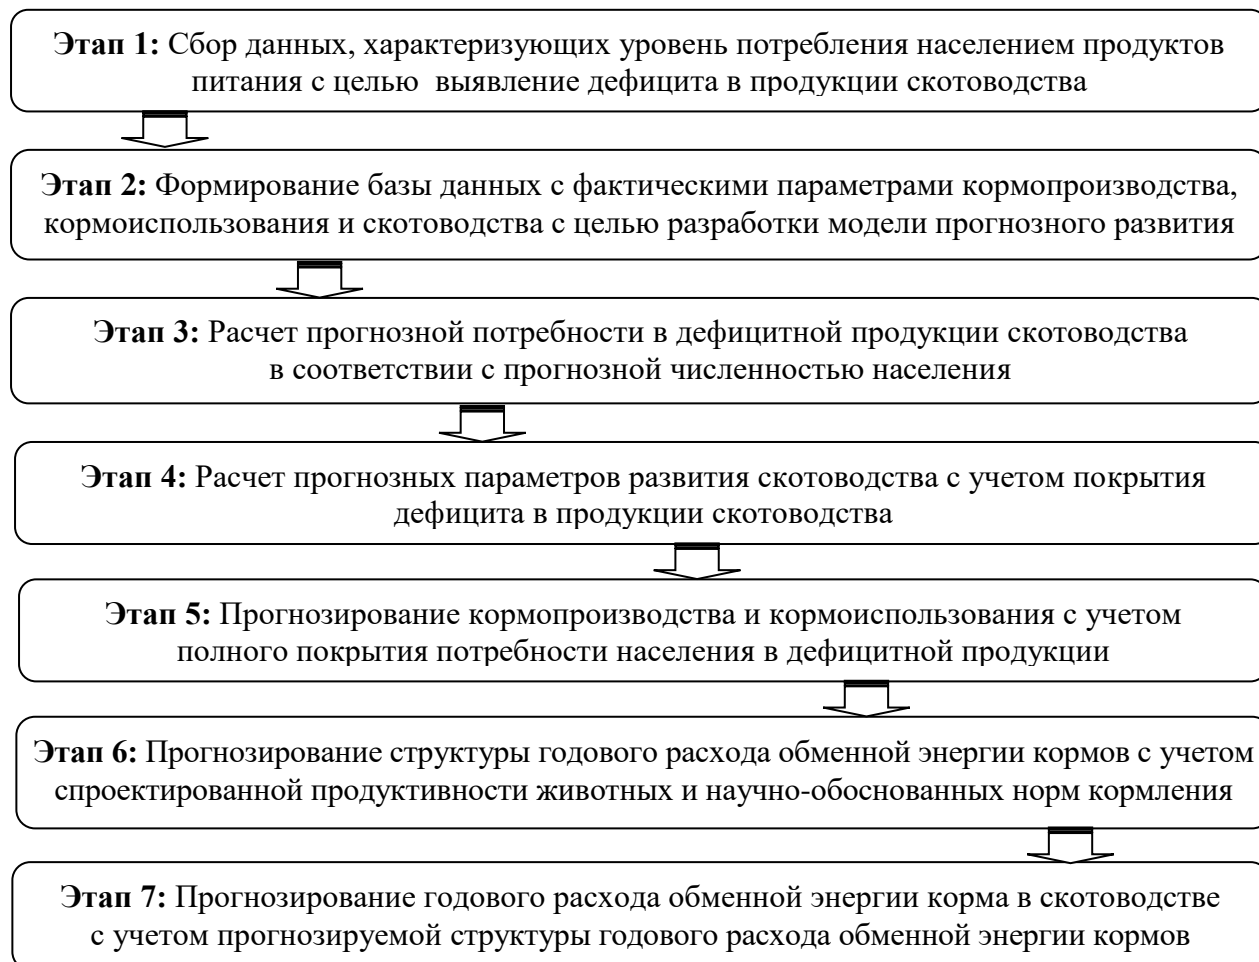 Этап 1: Сбор данных, характеризующих уровень потребления населением продуктов
питания с целью  выявление дефицита в продукции скотоводства
Этап 2: Формирование базы данных с фактическими параметрами кормопроизводства,
кормоиспользования и скотоводства с целью разработки модели прогнозного развития
Этап 3: Расчет прогнозной потребности в дефицитной продукции скотоводства
в соответствии с прогнозной численностью населения
Этап 4: Расчет прогнозных параметров развития скотоводства с учетом покрытия
дефицита в продукции скотоводства
Этап 5: Прогнозирование кормопроизводства и кормоиспользования с учетом
полного покрытия потребности населения в дефицитной продукции
Этап 6: Прогнозирование структуры годового расхода обменной энергии кормов с учетом
спроектированной продуктивности животных и научно-обоснованных норм кормления
Этап 7: Прогнозирование годового расхода обменной энергии корма в скотоводстве
с учетом прогнозируемой структуры годового расхода обменной энергии кормов